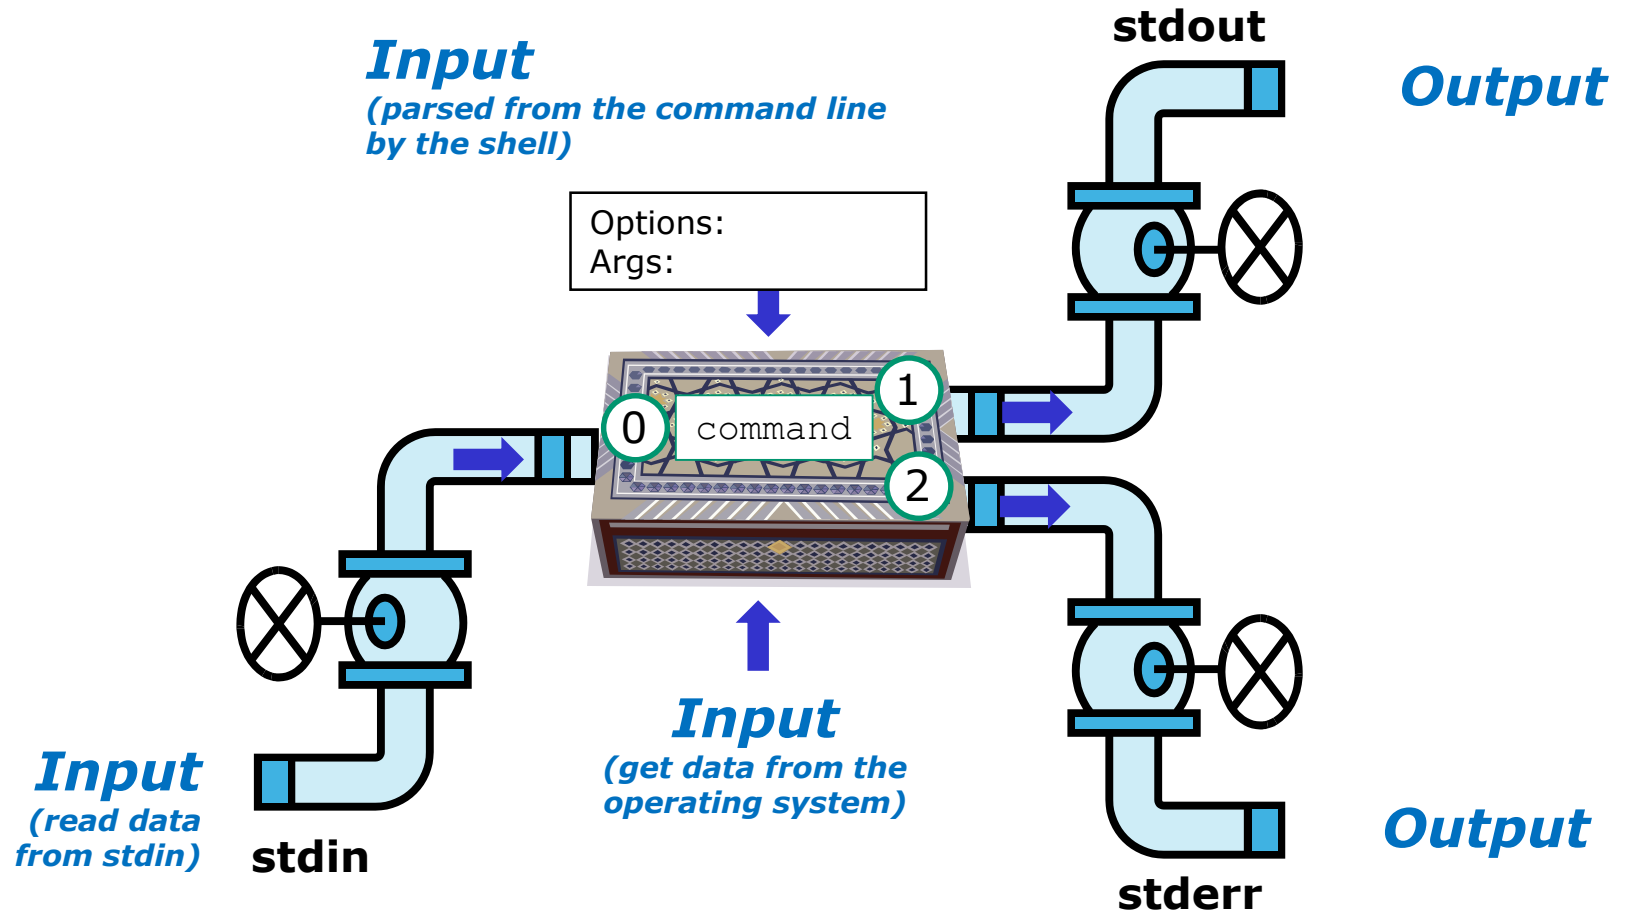 stdout
Input
(parsed from the command line
by the shell)
Output
Options:
Args:
1
0
command
2
Input
(get data from the
operating system)
Input
(read data
from stdin)
stdin
Output
stderr